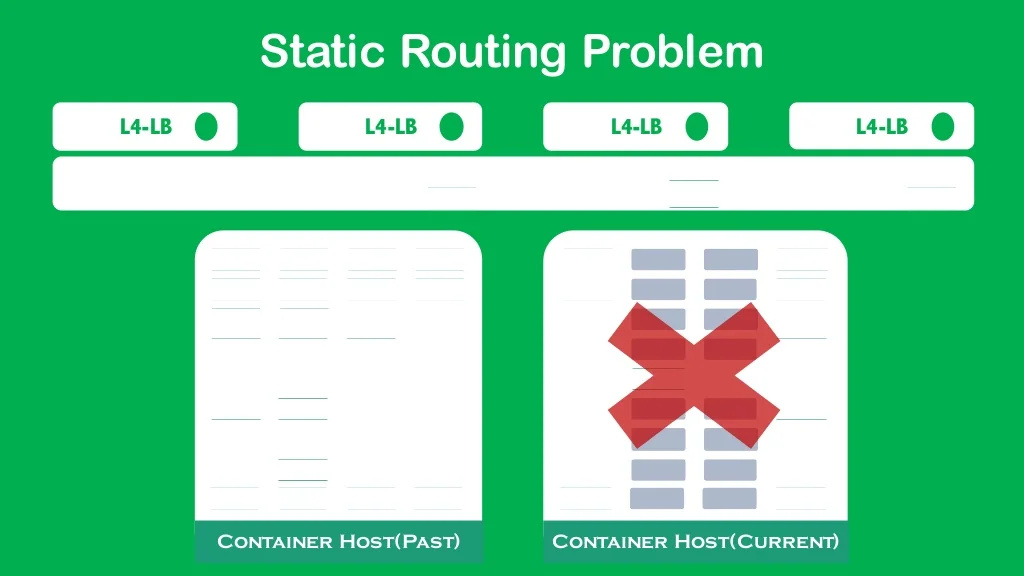 Static Routing Problem
L4-LB
L4-LB
L4-LB
L4-LB
Container Host(Past)
Container Host(Current)